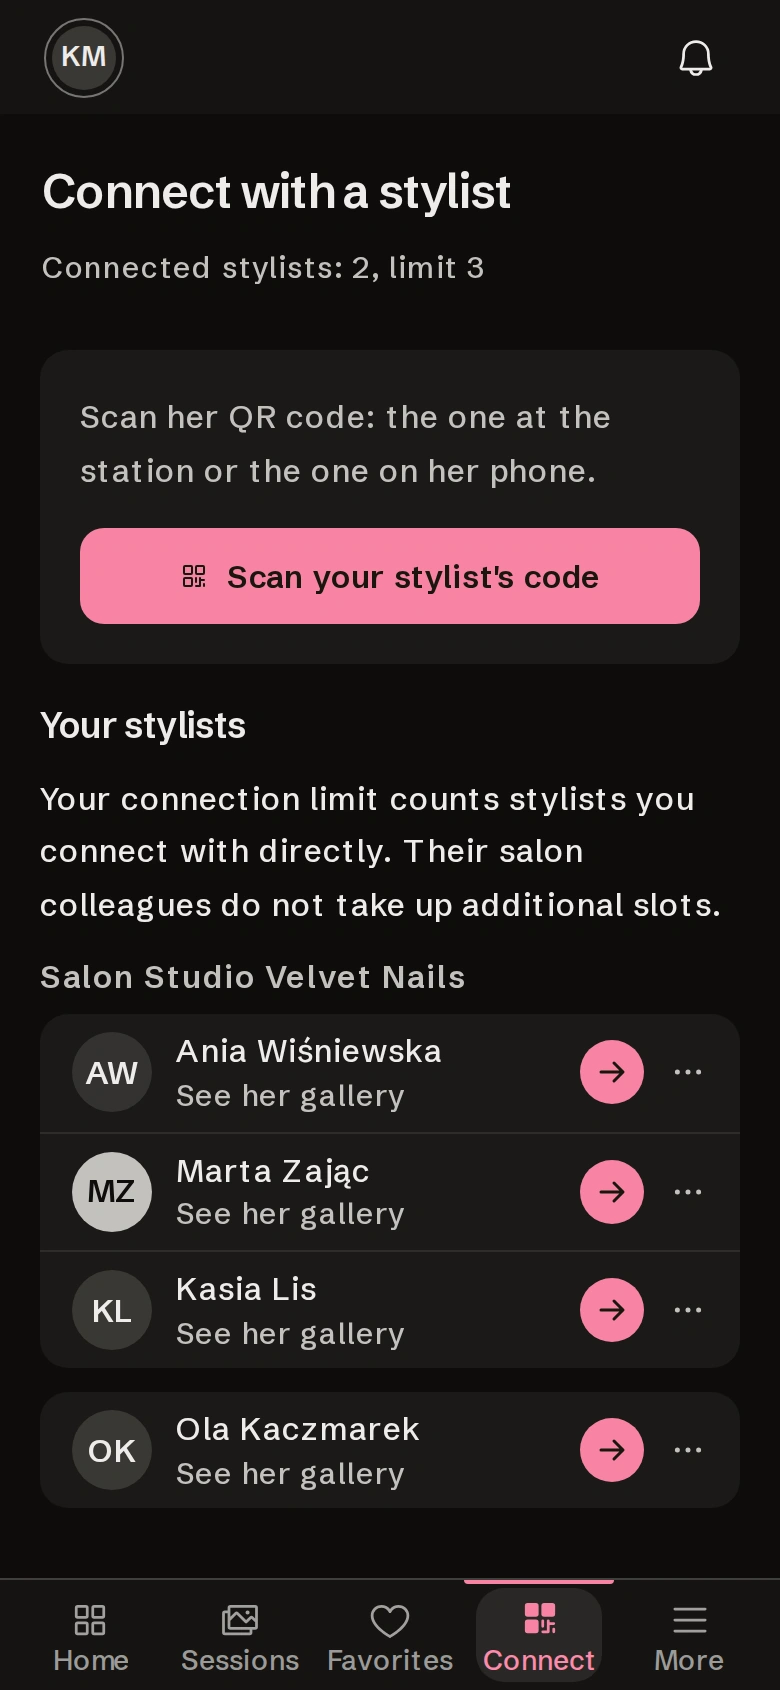 KM
Connect with a stylist
Connected stylists: 2, limit 3
Scan her QR code: the one at the
station or the one on her phone.
Scan your stylist's code
Your stylists
Your connection limit counts stylists you
connect with directly. Their salon
colleagues do not take up additional slots.
Salon Studio Velvet Nails
AW
Ania Wiśniewska
See her gallery
MZ
Marta Zając
See her gallery
KL
Kasia Lis
See her gallery
OK
Ola Kaczmarek
See her gallery
Home
Sessions
Favorites
Connect
More